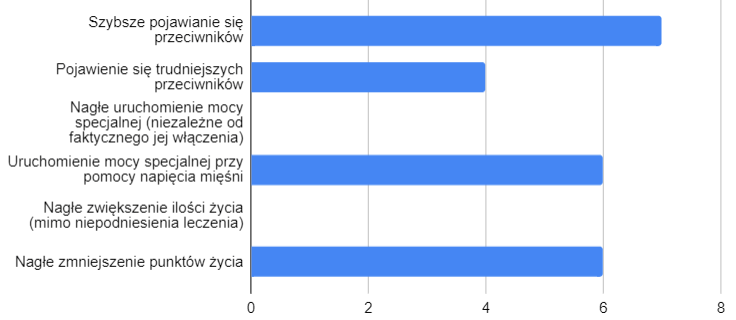 Szybsze pojawianie się
przeciwników
Pojawienie się trudniejszych
przeciwników
Nagłe uruchomienie mocy
specjalnej (niezależne od
faktycznego jej włączenia)
Uruchomienie mocy specjalnej przy
pomocy napięcia mięśni
Nagłe zwiększenie ilości życia
(mimo niepodniesienia leczenia)
Nagłe zmniejszenie punktów życia
0 2 4 6 8